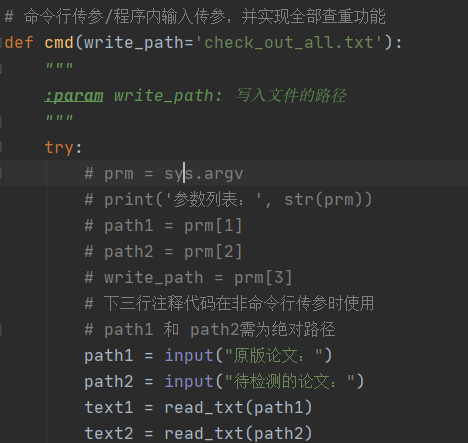 # 命令行传参/程序内输入传参，并实现全部查重功能
def cmd(write_path='check_out_all.txt'):
"""
:param write_path: 写入文件的路径
"""
try:
# prm = sys.argv
# print('参数列表：', str(prm))
# path1 = prm[1]
# path2 = prm[2]
# write_path = prm[3]
# 下三行注释代码在非命令行传参时使用
# path1 和 path2需为绝对路径
path1 = input("原版论文：")
path2 = input("待检测的论文：")
text1 = read_txt(path1)
text2 = read_txt(path2)